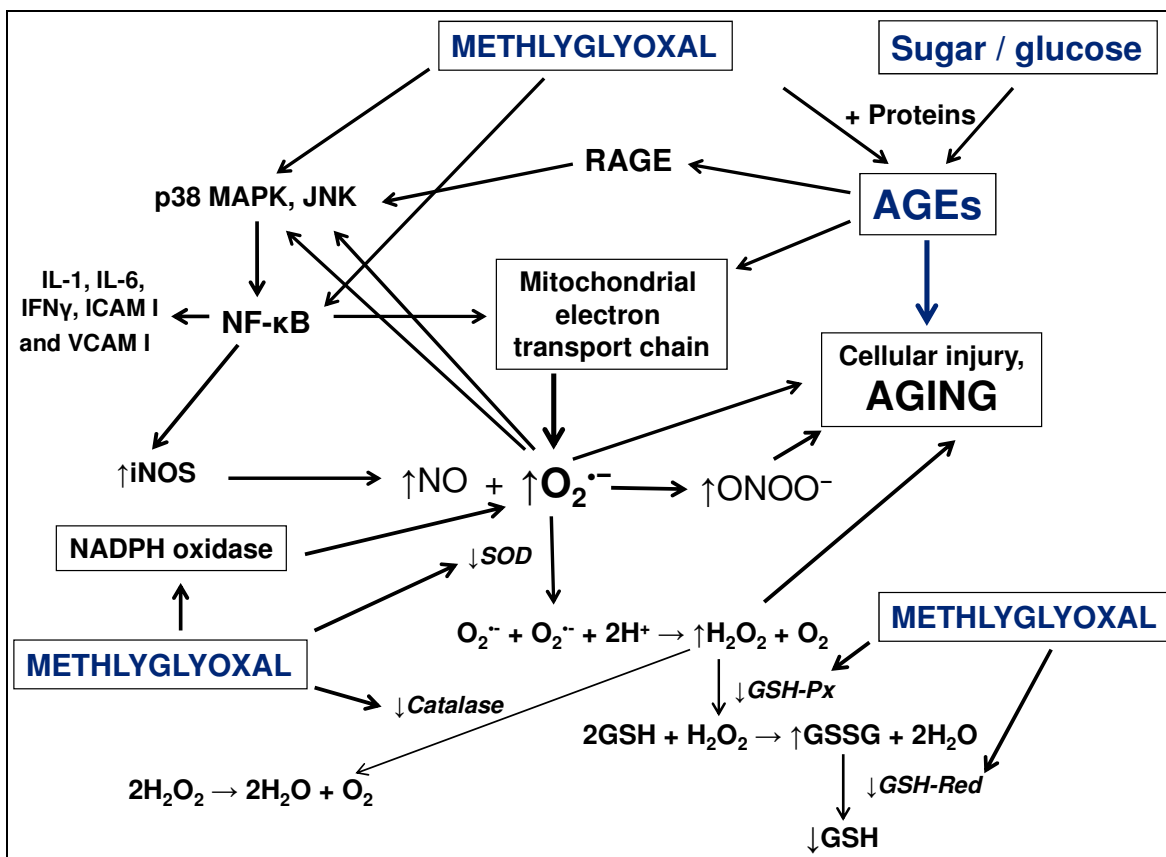 METHLYGLYOXAL
Sugar / glucose
+ Proteins
RAGE
p38 MAPK, JNK
AGEs
IL-1, IL-6,
IFNγ, ICAM I
and VCAM I
NF-κB
Mitochondrial
electron
transport chain
Cellular injury,
AGING
↑iNOS
↑NO + ↑O₂•−
↑ONOO−
NADPH oxidase
↓SOD
O₂•- + O₂•- + 2H⁺ → ↑H₂O₂ + O₂
METHLYGLYOXAL
METHLYGLYOXAL
↓GSH-Px
↓Catalase
2GSH + H₂O₂ → ↑GSSG + 2H₂O
2H₂O₂ → 2H₂O + O₂
↓GSH-Red
↓GSH